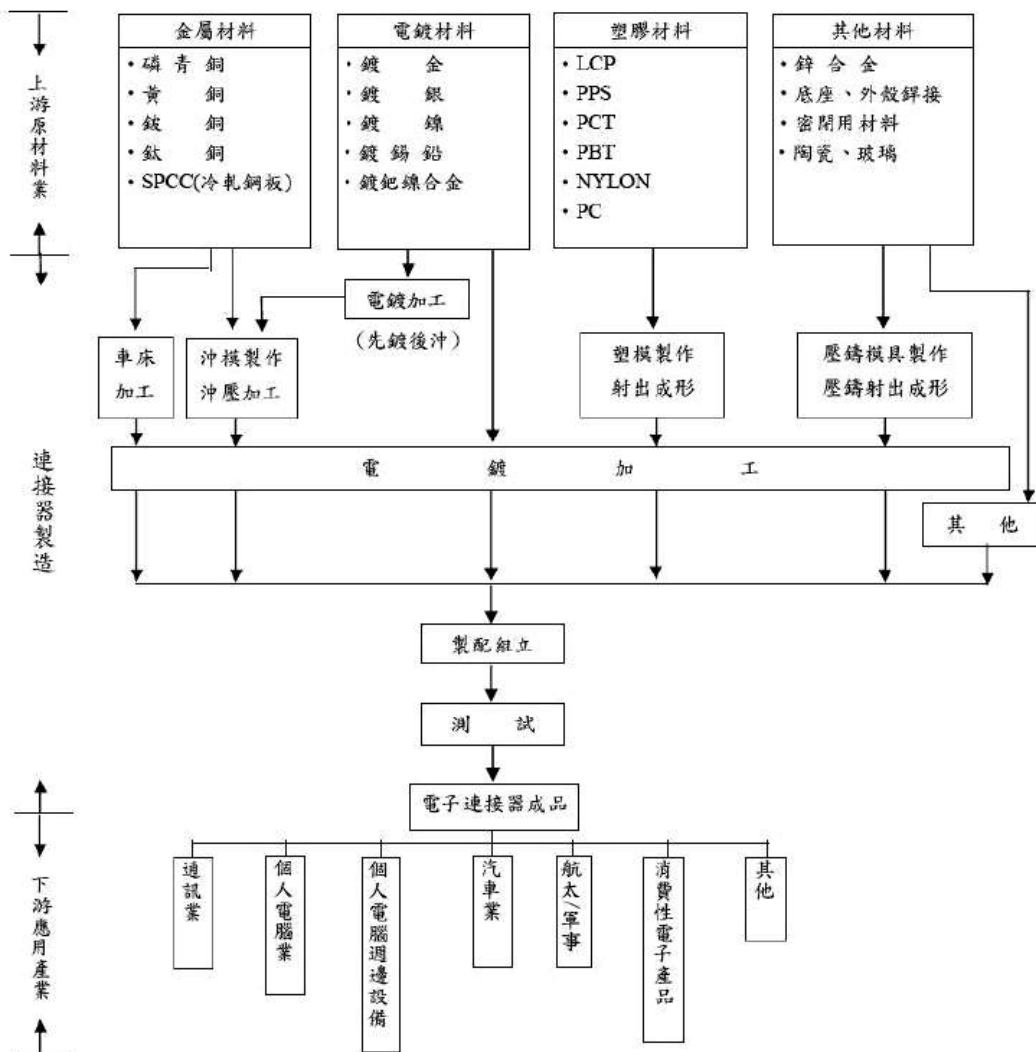 上游原材料業
金屬材料
・磷青銅
・黃銅
・鈹銅
・鈦銅
・SPCC(冷軋鋼板)
電鍍材料
・鍍金
・鍍銀
・鍍鎳
・鍍錫鉛
・鍍鈀鎳合金
塑膠材料
・LCP
・PPS
・PCT
・PBT
・NYLON
・PC
其他材料
・鋅合金
・底座、外殼銲接
・密閉用材料
・陶瓷、玻璃
連接器製造
電鍍加工
(先鍍後沖)
車床
加工
沖模製作
沖壓加工
塑模製作
射出成形
壓鑄模具製作
壓鑄射出成形
電鍍加工
其他
製配組立
測試
電子連接器成品
下游應用產業
通訊業
個人電腦業
個人電腦週邊設備
汽車業
航太/軍事
消費性電子產品
其他